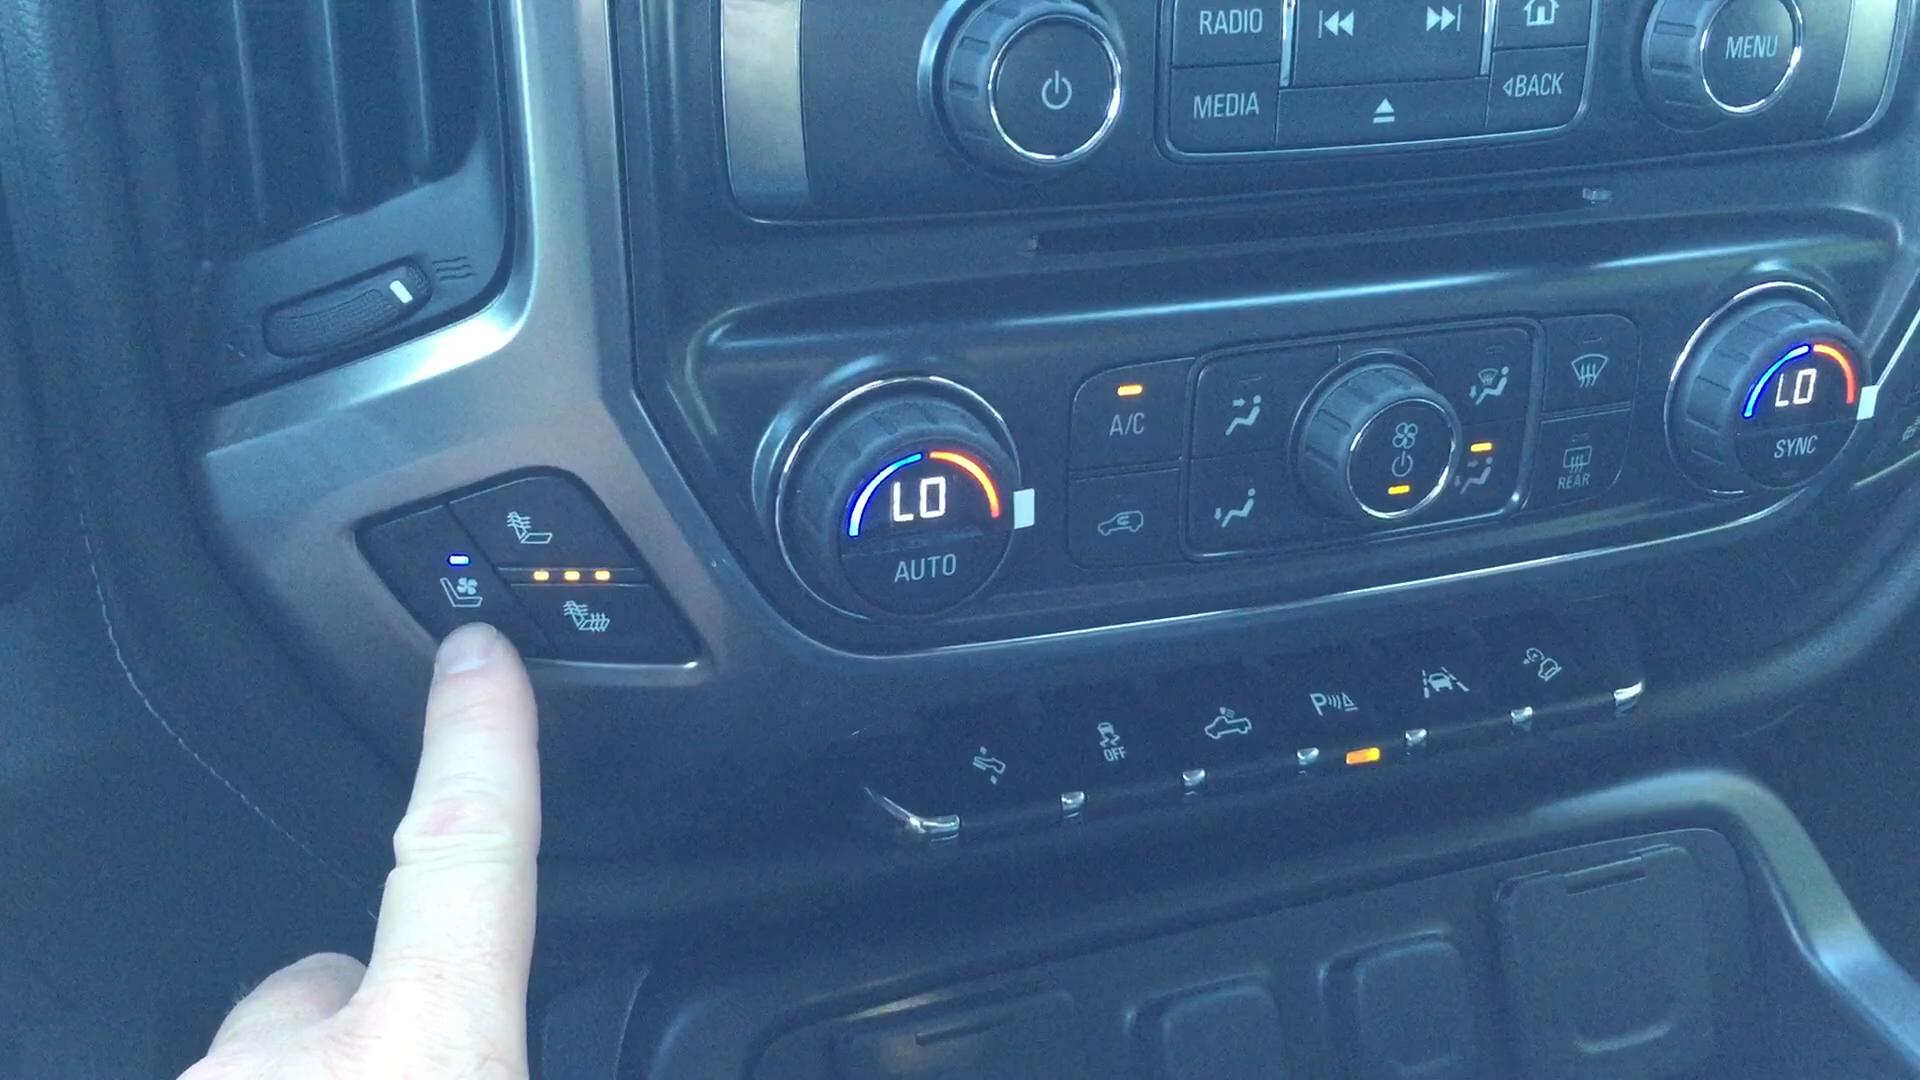 RADIO
MENU
MEDIA
BACK
A/C
LO
SYNC
REAR
LO
AUTO
OFF
P